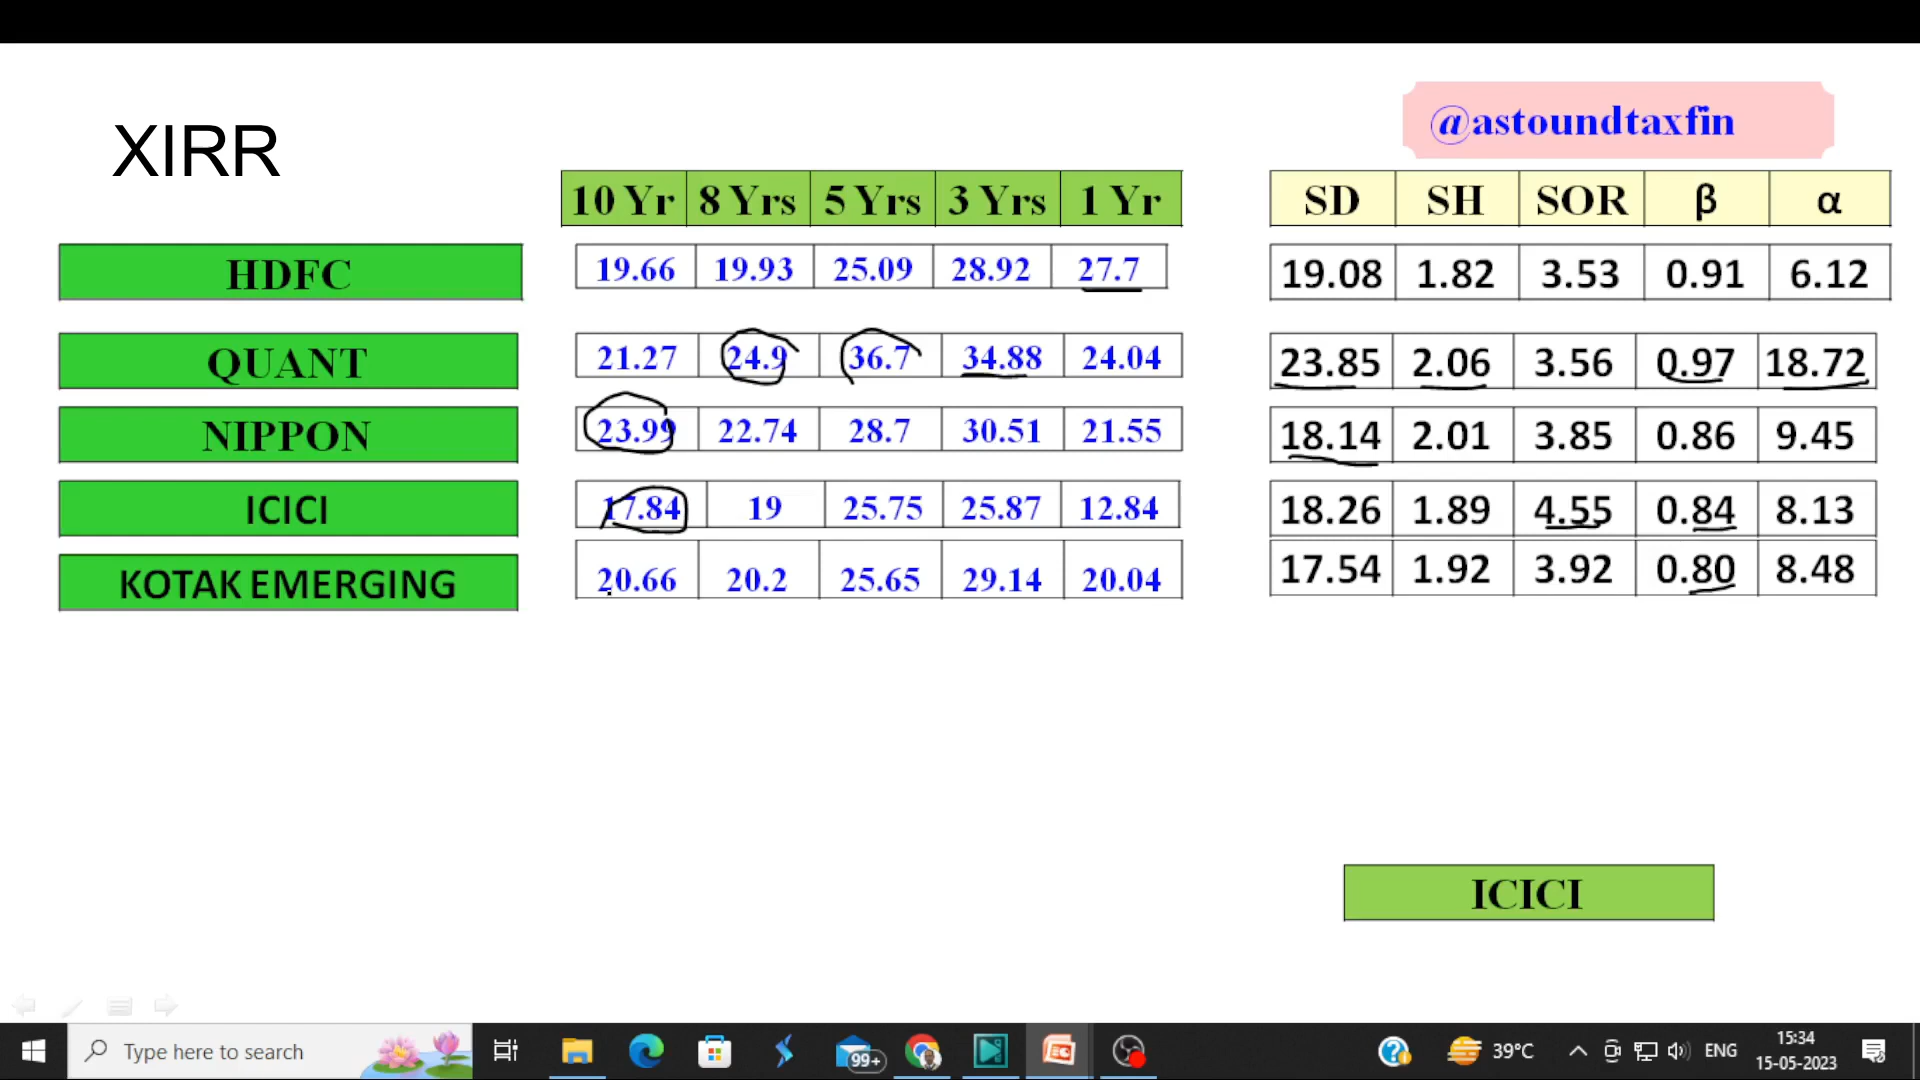 XIRR
@astoundtaxfin
10 Yr 8 Yrs 5 Yrs 3 Yrs 1 Yr SD SH SOR β α
HDFC 19.66 19.93 25.09 28.92 27.7 19.08 1.82 3.53 0.91 6.12
QUANT 21.27 24.9 36.7 34.88 24.04 23.85 2.06 3.56 0.97 18.72
NIPPON 23.99 22.74 28.7 30.51 21.55 18.14 2.01 3.85 0.86 9.45
ICICI 17.84 19 25.75 25.87 12.84 18.26 1.89 4.55 0.84 8.13
KOTAK EMERGING 20.66 20.2 25.65 29.14 20.04 17.54 1.92 3.92 0.80 8.48
ICICI
Type here to search 99+ 39°C ENG 15:34
15-05-2023